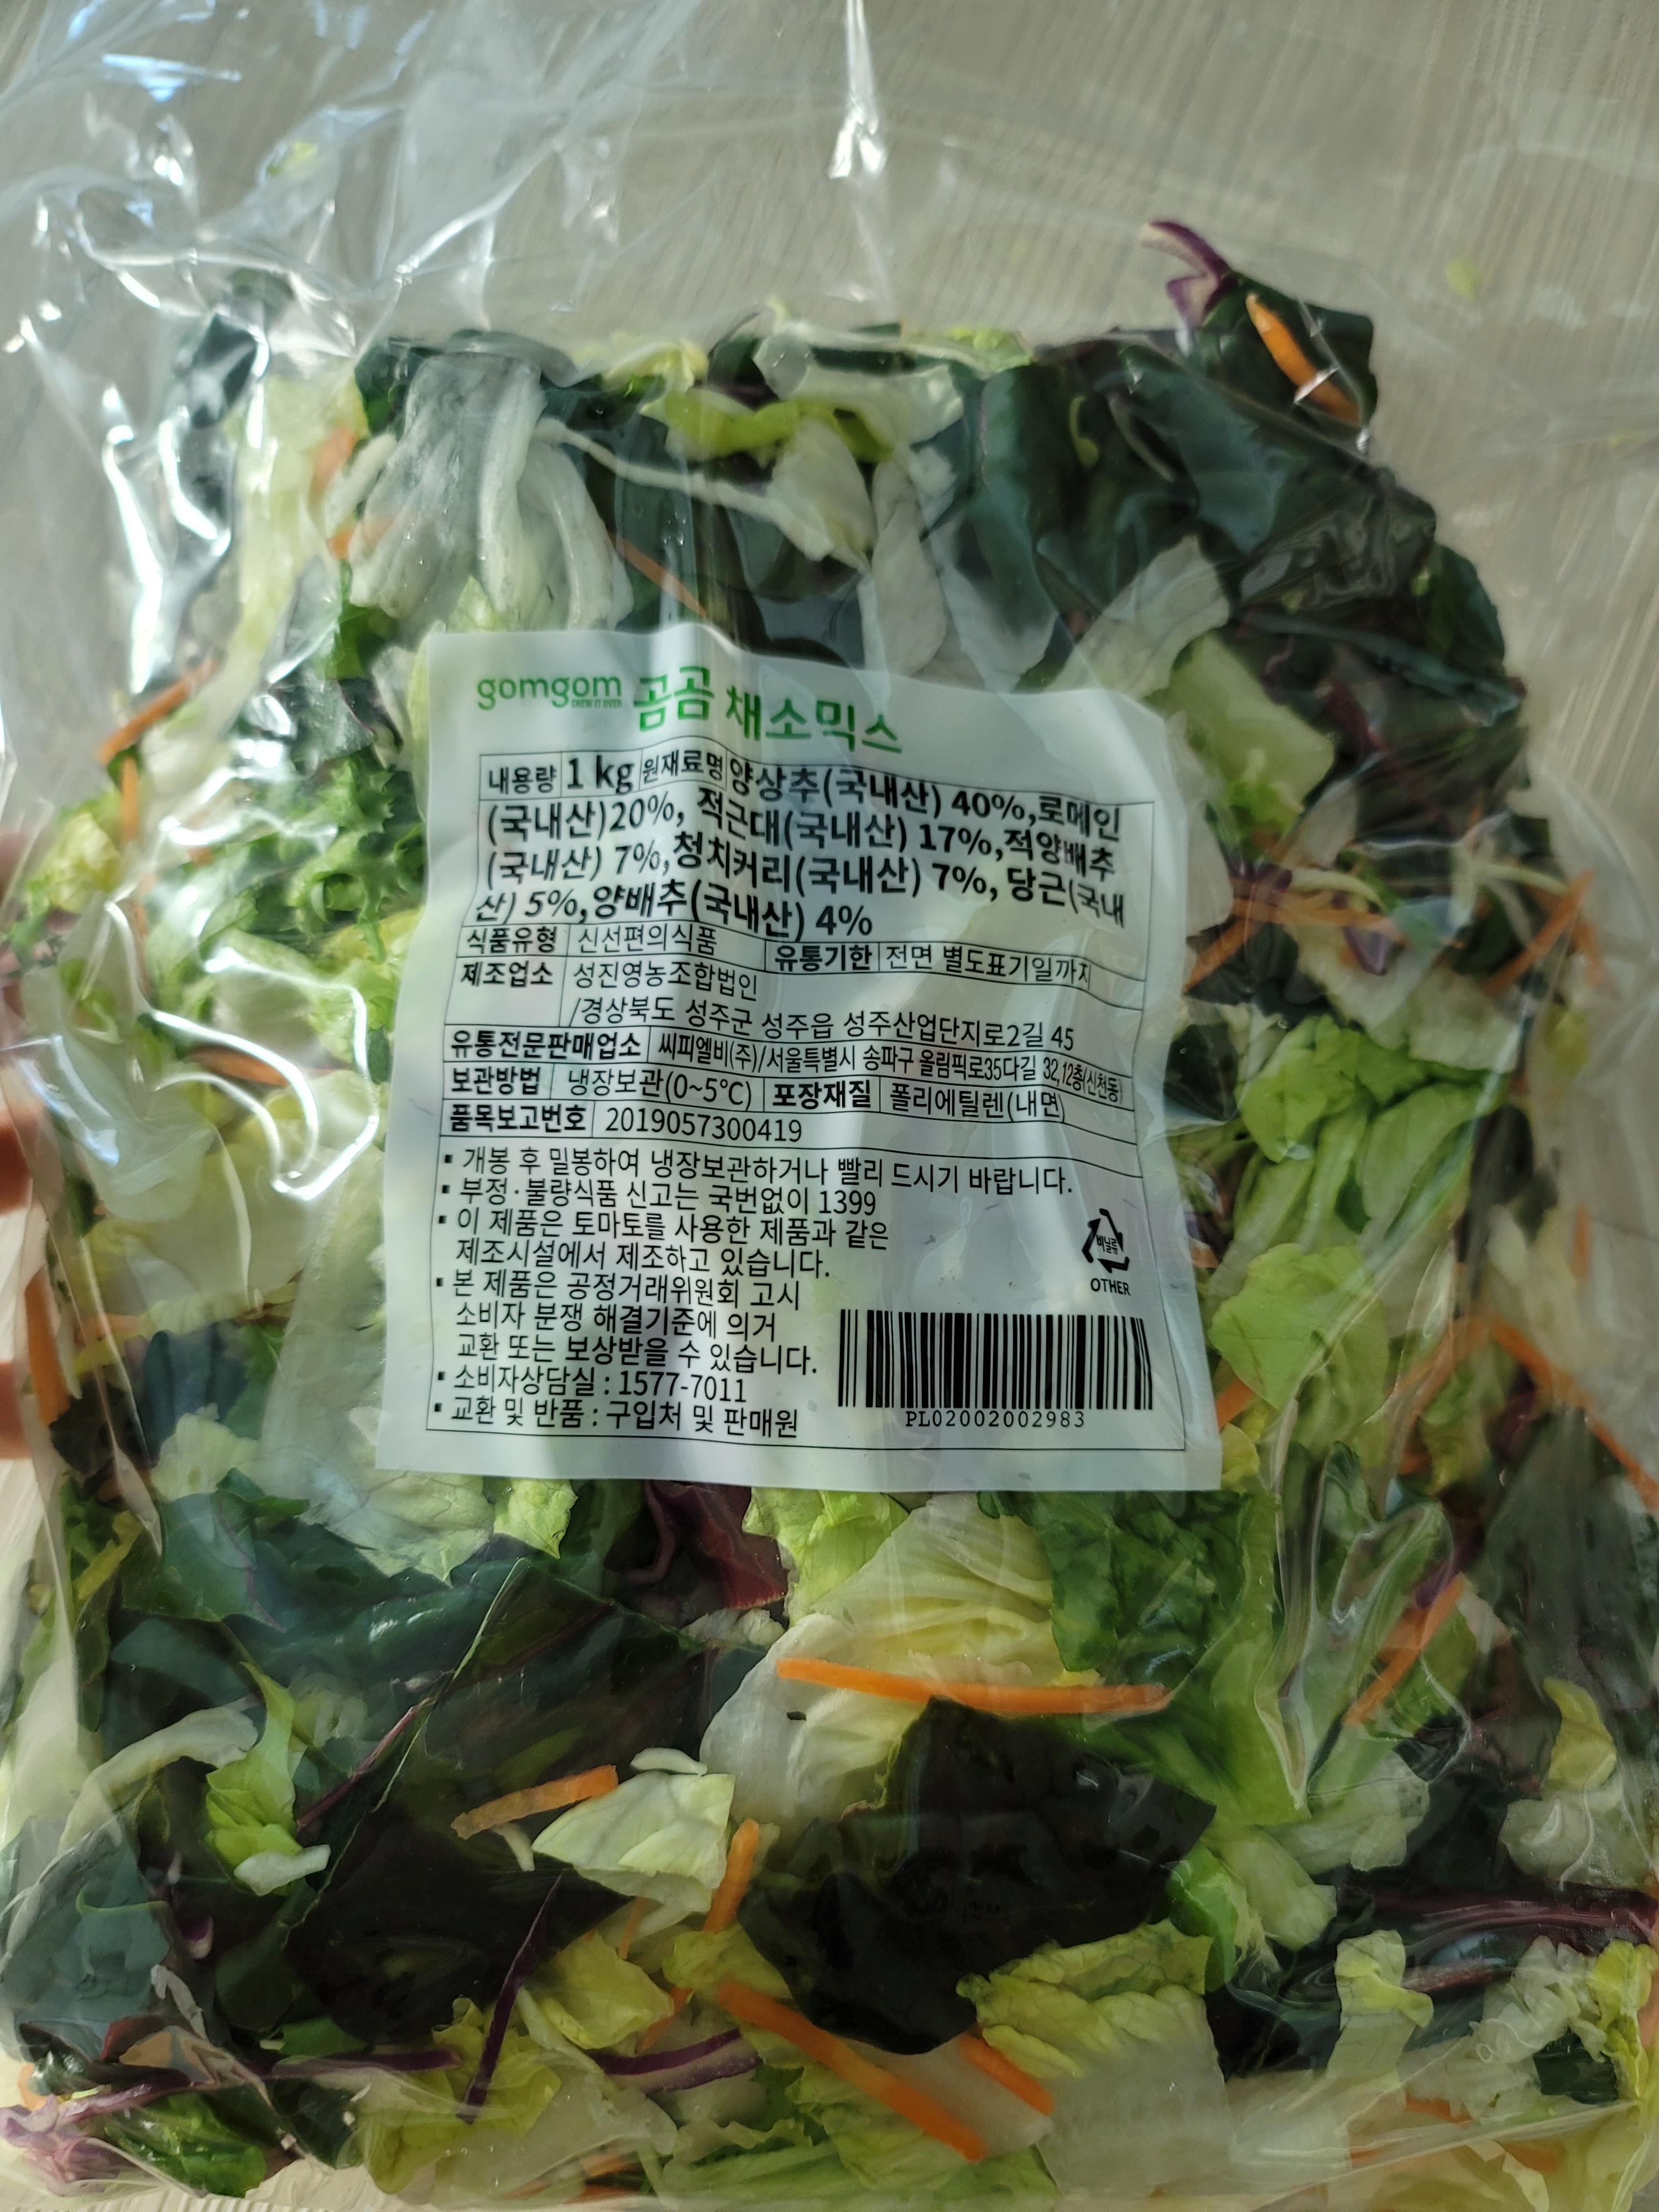 gomgom 곰곰 채소믹스
CHEW IT OVER
내용량 1 kg 원재료명 양상추(국내산) 40%,로메인
(국내산)20%, 적근대(국내산) 17%,적양배추
(국내산) 7%,청치커리(국내산) 7%, 당근(국내
산) 5%,양배추(국내산) 4%
식품유형 신선편의식품 유통기한 전면 별도표기일까지
제조업소 성진영농조합법인
/경상북도 성주군 성주읍 성주산업단지로2길 45
유통전문판매업소 씨피엘비(주)/서울특별시 송파구 올림픽로35다길 32,12층(신천동)
보관방법 냉장보관(0~5℃) 포장재질 폴리에틸렌(내면)
품목보고번호 2019057300419
▪ 개봉 후 밀봉하여 냉장보관하거나 빨리 드시기 바랍니다.
▪ 부정·불량식품 신고는 국번없이 1399
▪ 이 제품은 토마토를 사용한 제품과 같은
제조시설에서 제조하고 있습니다.
▪ 본 제품은 공정거래위원회 고시
소비자 분쟁 해결기준에 의거
교환 또는 보상받을 수 있습니다.
▪ 소비자상담실 : 1577-7011
▪ 교환 및 반품 : 구입처 및 판매원
비닐류
OTHER
PL02002002983